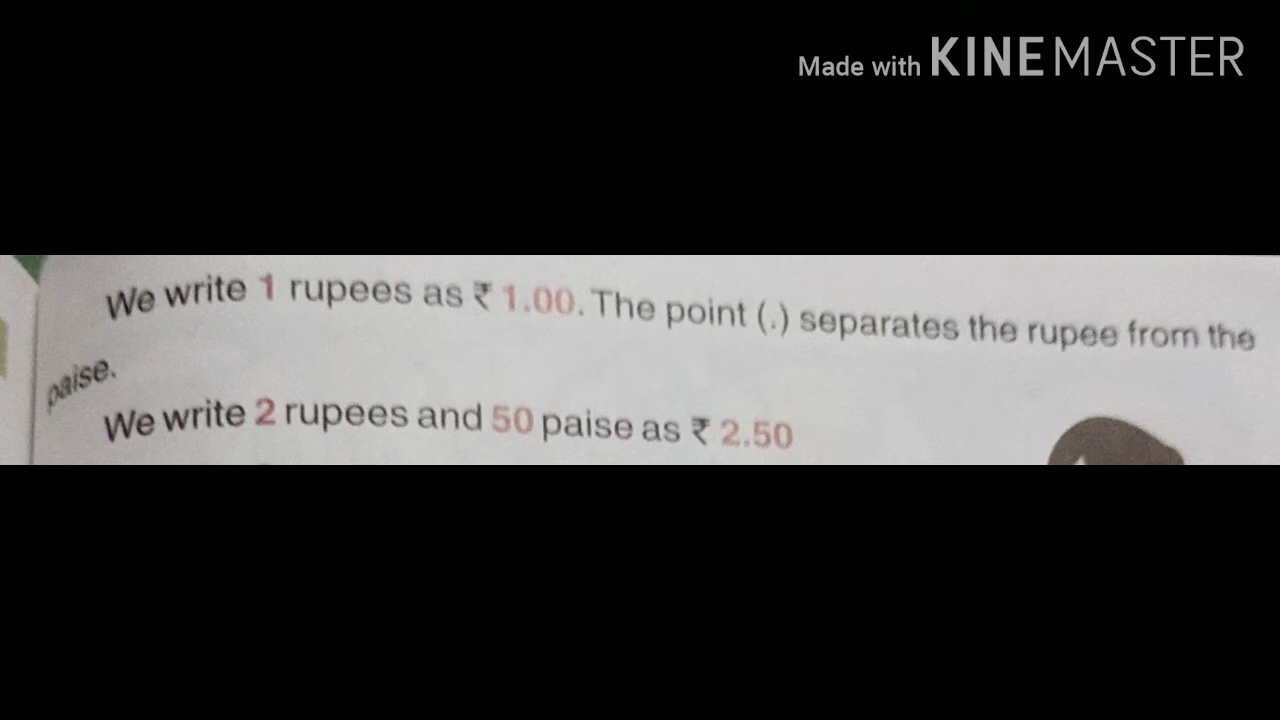 Made with KINEMASTER
We write 1 rupees as ₹ 1.00. The point (.) separates the rupee from the
paise.
We write 2 rupees and 50 paise as ₹ 2.50